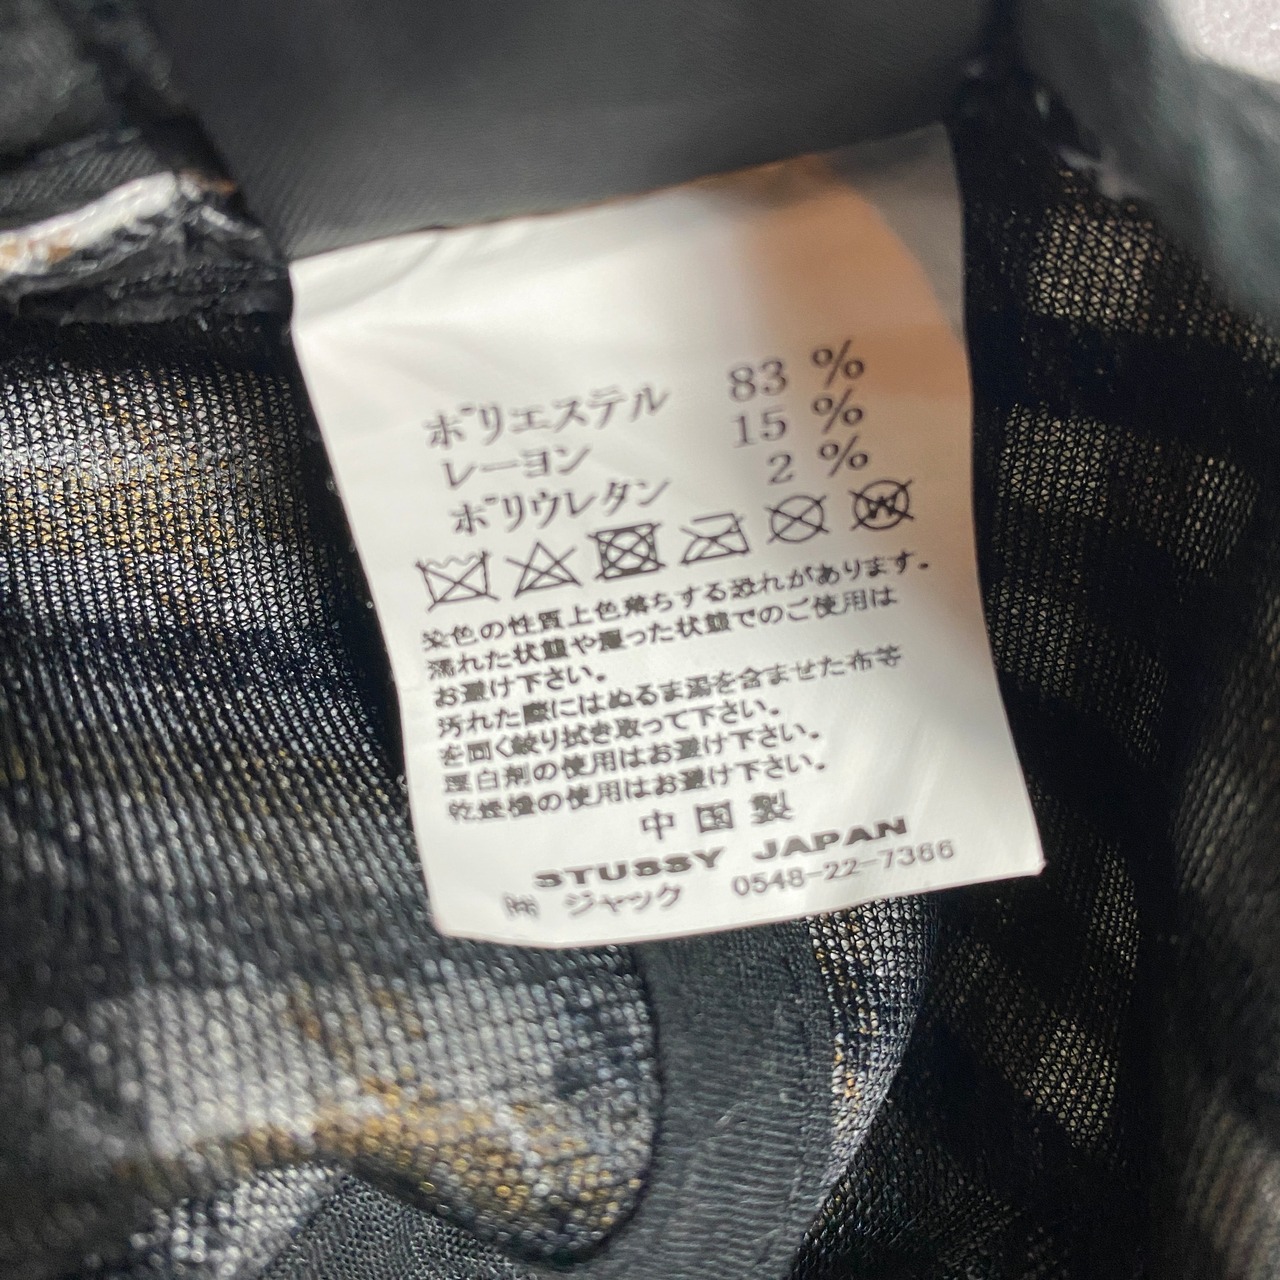 ポリエステル 83 %
レーヨン 15 %
ポリウレタン 2 %
W
染色の性質上色落ちする恐れがあります。
濡れた状態や湿った状態でのご使用は
お避け下さい。
汚れた際にはぬるま湯を含ませた布等
を固く絞り拭き取って下さい。
漂白剤の使用はお避け下さい。
乾燥機の使用はお避け下さい。
中国製
STUSSY JAPAN
㈲ ジャック 0548-22-7366